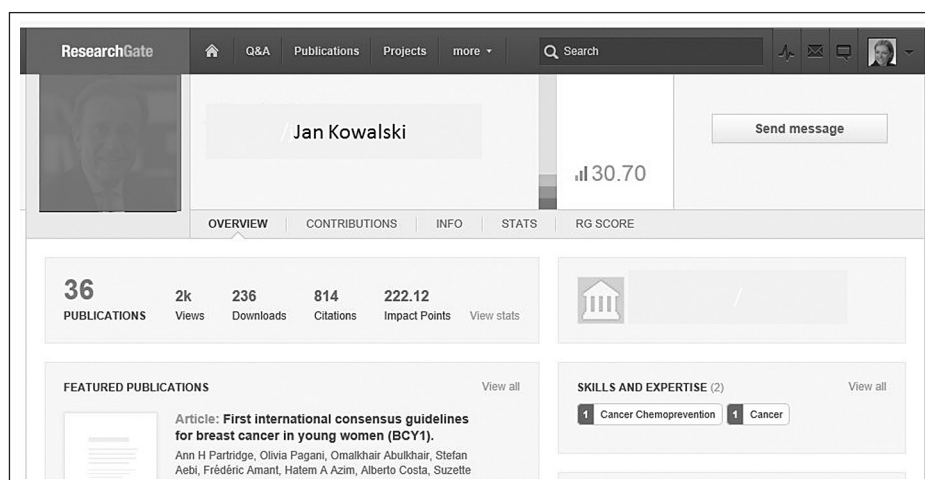 ResearchGate Q&A Publications Projects more Search
Jan Kowalski
Send message
30.70
OVERVIEW CONTRIBUTIONS INFO STATS RG SCORE
36 2k 236 814 222.12
PUBLICATIONS Views Downloads Citations Impact Points View stats
FEATURED PUBLICATIONS View all
Article: First international consensus guidelines
for breast cancer in young women (BCY1).
Ann H Partridge, Olivia Pagani, Omalkhair Abulkhair, Stefan
Aebi, Frédéric Amant, Hatem A Azim, Alberto Costa, Suzette
SKILLS AND EXPERTISE (2) View all
1 Cancer Chemoprevention 1 Cancer